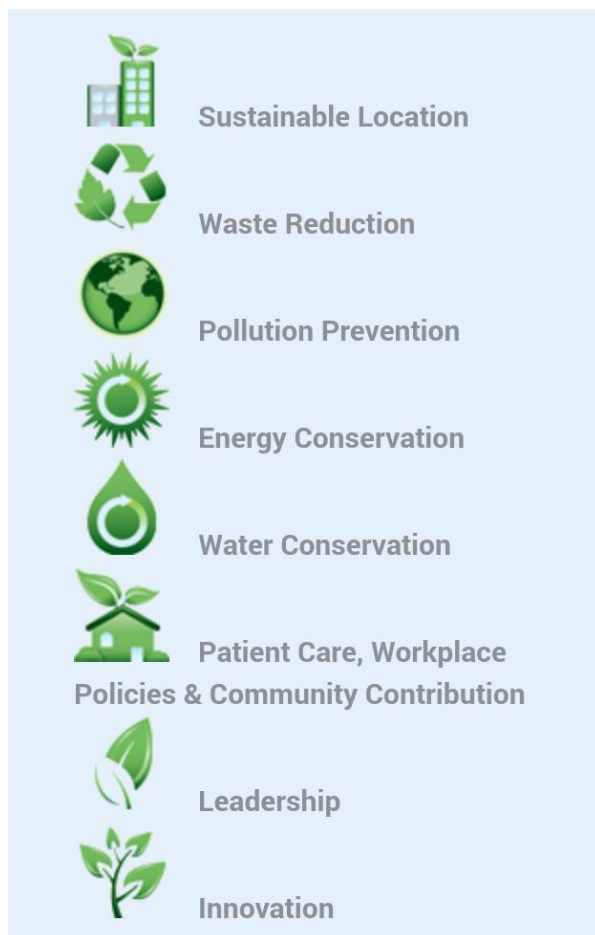 Sustainable Location
Waste Reduction
Pollution Prevention
Energy Conservation
Water Conservation
Patient Care, Workplace
Policies & Community Contribution
Leadership
Innovation